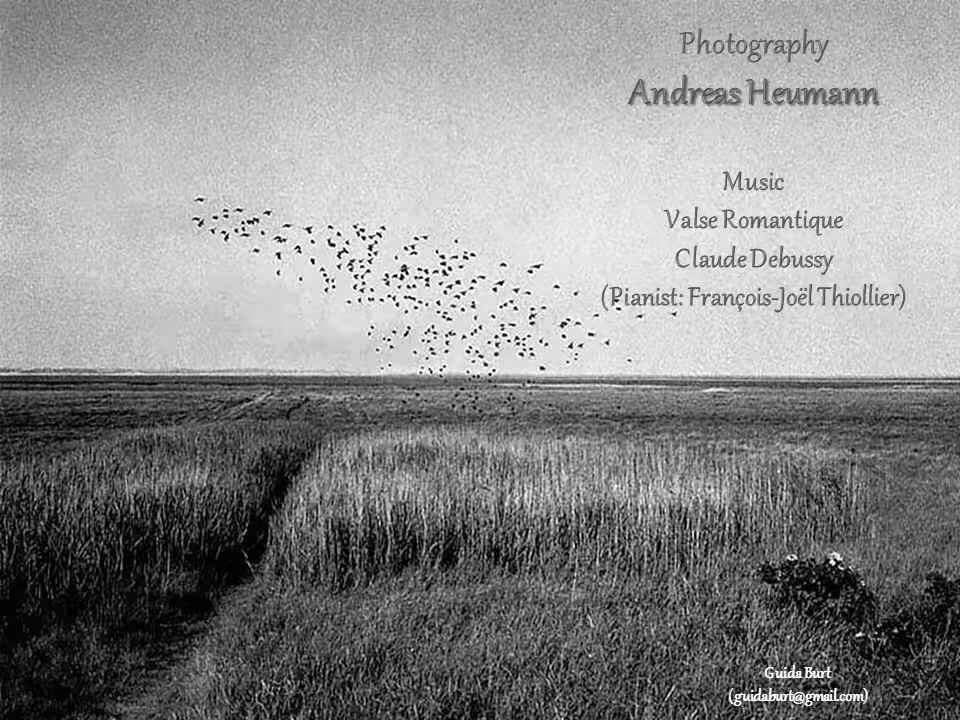 Photography
Andreas Heumann
Music
Valse Romantique
Claude Debussy
(Pianist: François-Joël Thiollier)
Guida Burt
(guidaburt@gmail.com)